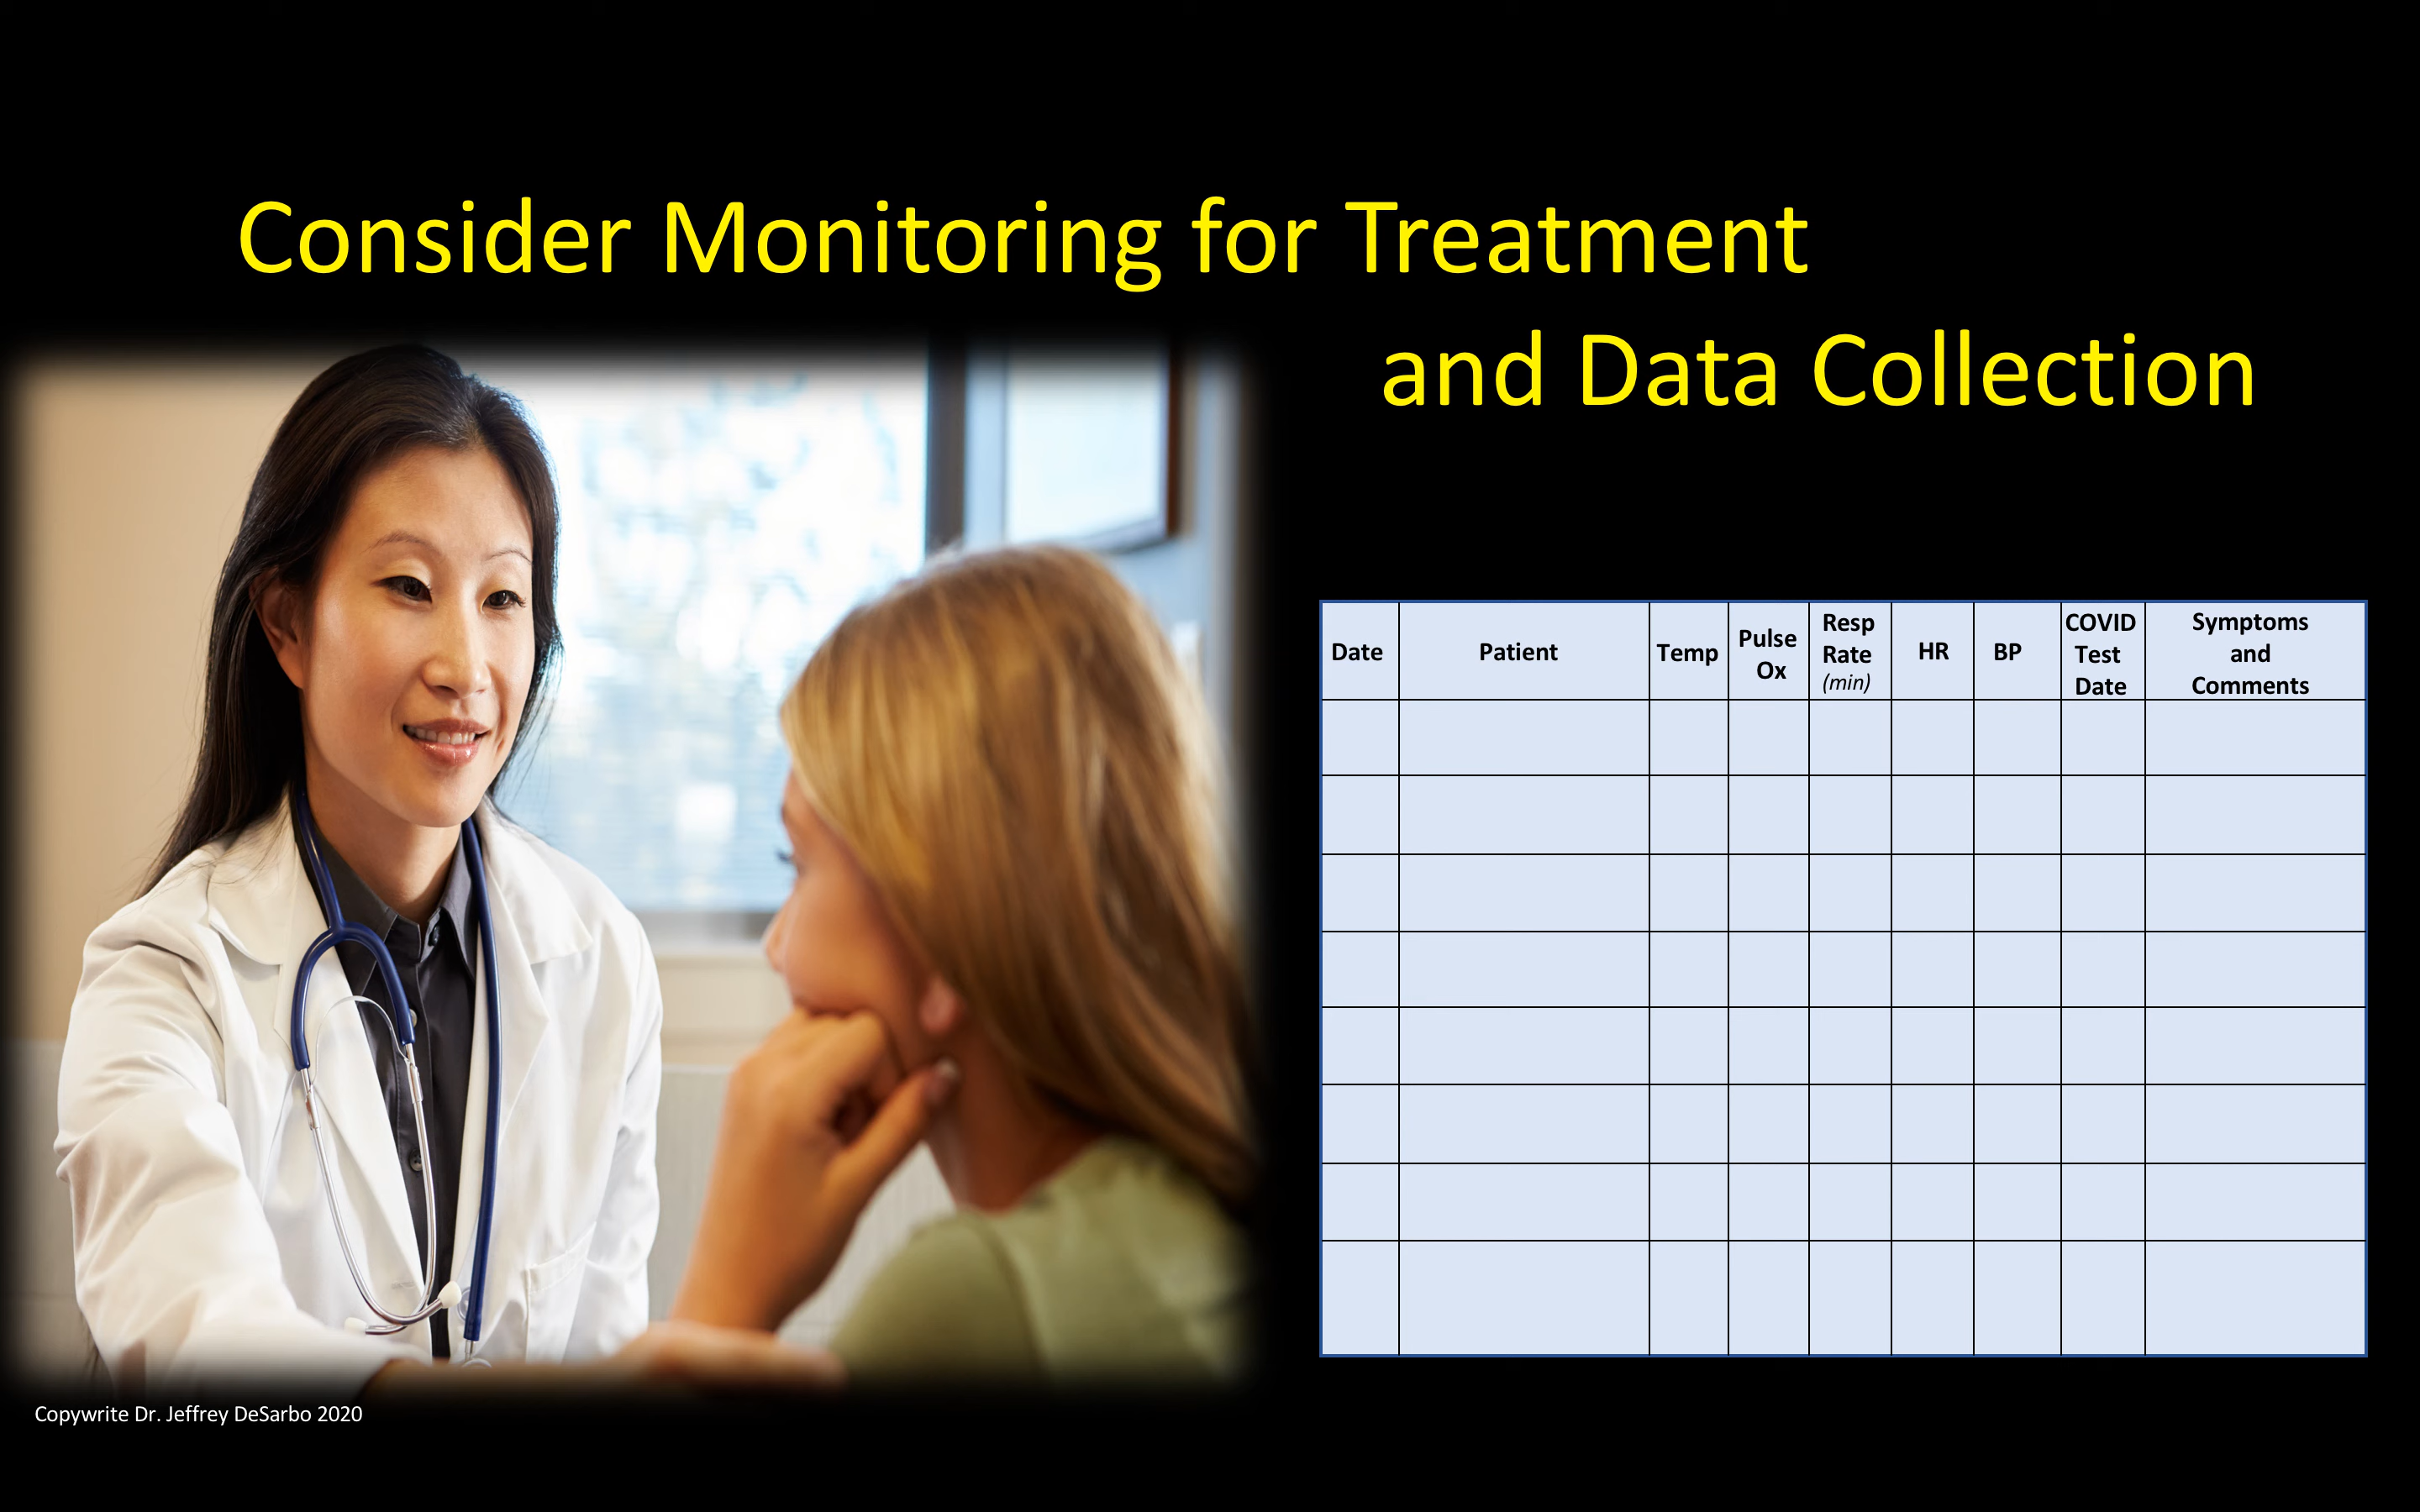 Consider Monitoring for Treatment
and Data Collection
Date
Patient
Temp
Pulse
Ox
Resp
Rate
(min)
HR
BP
COVID
Test
Date
Symptoms
and
Comments
Copywrite Dr. Jeffrey DeSarbo 2020